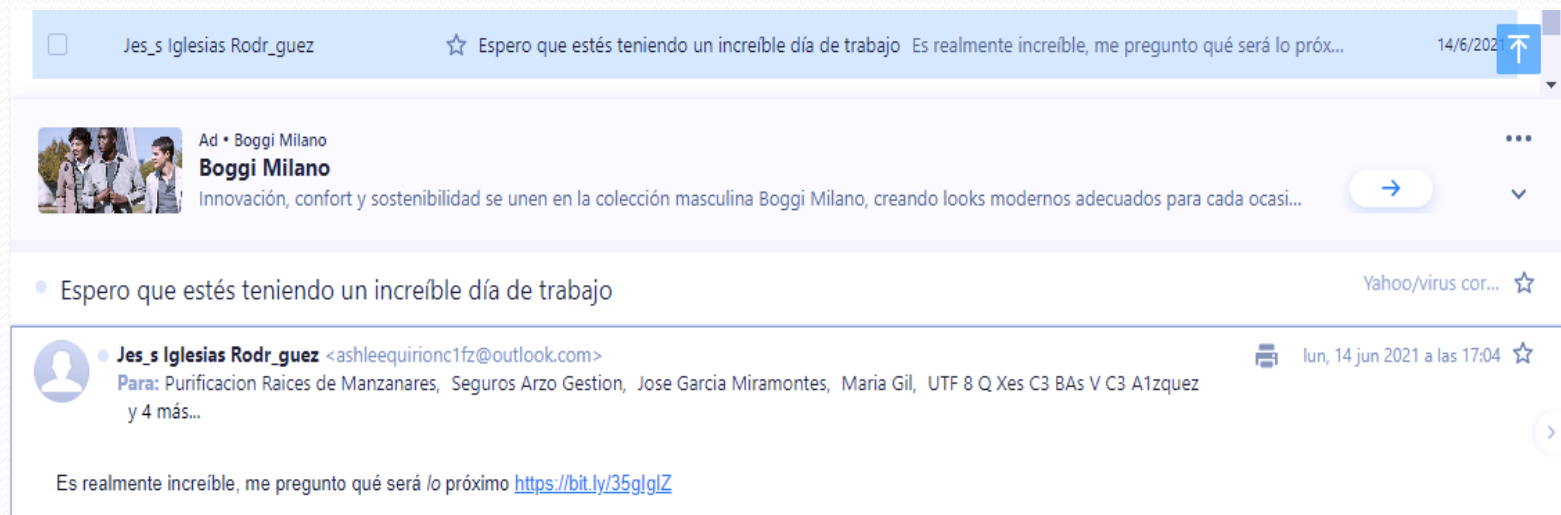 Jes_s Iglesias Rodr_guez Espero que estés teniendo un increíble día de trabajo Es realmente increíble, me pregunto qué será lo próx... 14/6/2021
Ad • Boggi Milano
Boggi Milano
Innovación, confort y sostenibilidad se unen en la colección masculina Boggi Milano, creando looks modernos adecuados para cada ocasi...
Espero que estés teniendo un increíble día de trabajo Yahoo/virus cor...
Jes_s Iglesias Rodr_guez <ashleequirionc1fz@outlook.com> lun, 14 jun 2021 a las 17:04
Para: Purificacion Raices de Manzanares, Seguros Arzo Gestion, Jose Garcia Miramontes, Maria Gil, UTF 8 Q Xes C3 BAs V C3 A1zquez
y 4 más...
Es realmente increíble, me pregunto qué será lo próximo https://bit.ly/35glglZ